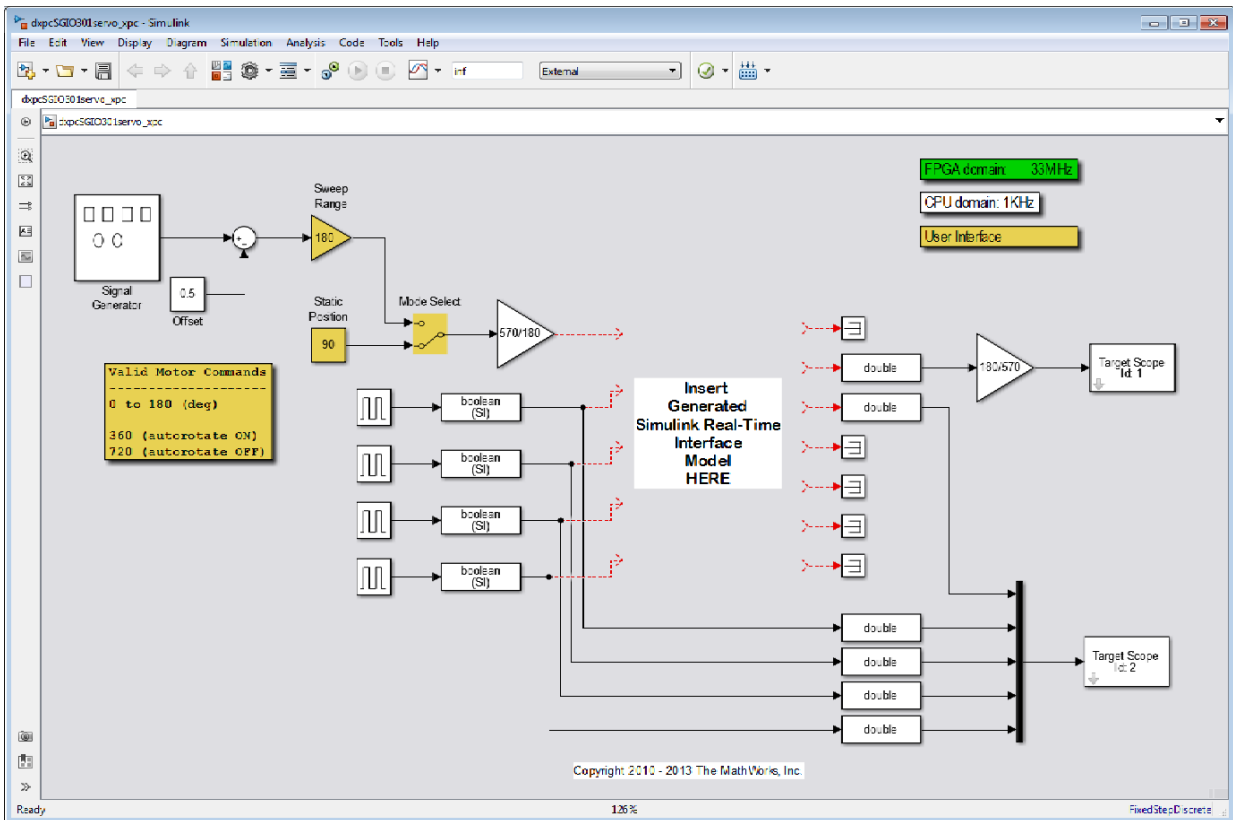 dxpcSGIO301servo_xpc - Simulink
File Edit View Display Diagram Simulation Analysis Code Tools Help
inf
External
dxpcSGIO301servo_xpc
dxpcSGIO301servo_xpc
FPGA domain: 33MHz
CPU domain: 1KHz
User Interface
Sweep
Range
180
Signal
Generator
0.5
Offset
Static
Position
90
Mode Select
570/180
Valid Motor Commands
--------------------
0 to 180 (deg)
360 (autorotate ON)
720 (autorotate OFF)
boolean
(SI)
boolean
(SI)
boolean
(SI)
boolean
(SI)
Insert
Generated
Simulink Real-Time
Interface
Model
HERE
double
180/570
Target Scope
Id: 1
double
double
double
double
double
Target Scope
Id: 2
Copyright 2010 - 2013 The MathWorks, Inc.
Ready
126%
FixedStepDiscrete